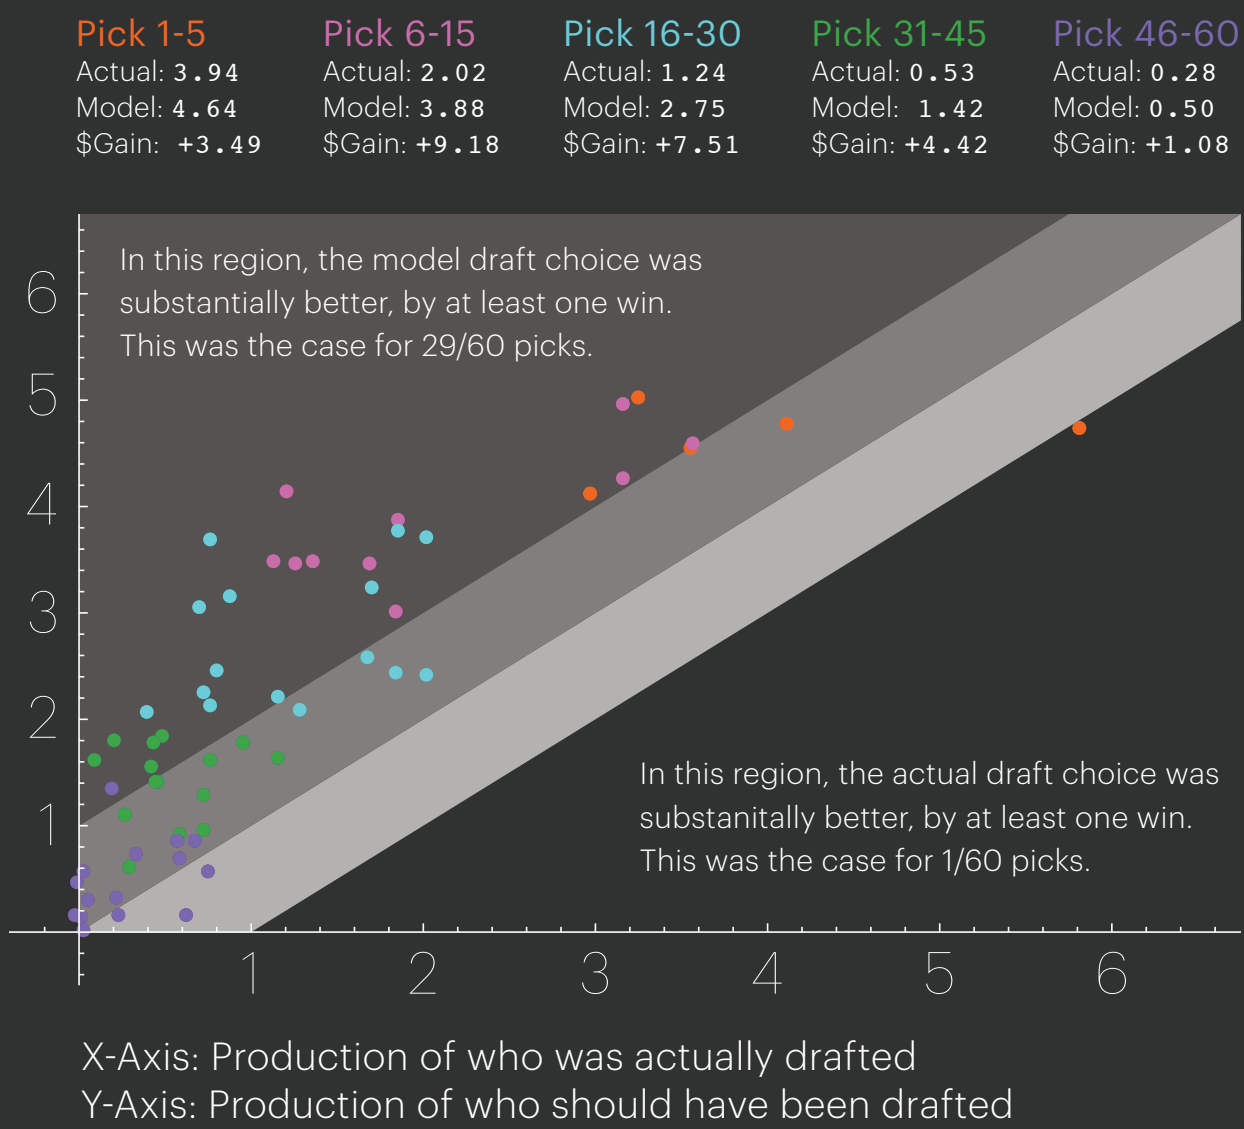 Pick 1-5
Actual: 3.94
Model: 4.64
$Gain: +3.49
Pick 6-15
Actual: 2.02
Model: 3.88
$Gain: +9.18
Pick 16-30
Actual: 1.24
Model: 2.75
$Gain: +7.51
Pick 31-45
Actual: 0.53
Model: 1.42
$Gain: +4.42
Pick 46-60
Actual: 0.28
Model: 0.50
$Gain: +1.08
In this region, the model draft choice was
substantially better, by at least one win.
This was the case for 29/60 picks.
6
5
4
3
2
1
In this region, the actual draft choice was
substanitally better, by at least one win.
This was the case for 1/60 picks.
1 2 3 4 5 6
X-Axis: Production of who was actually drafted
Y-Axis: Production of who should have been drafted